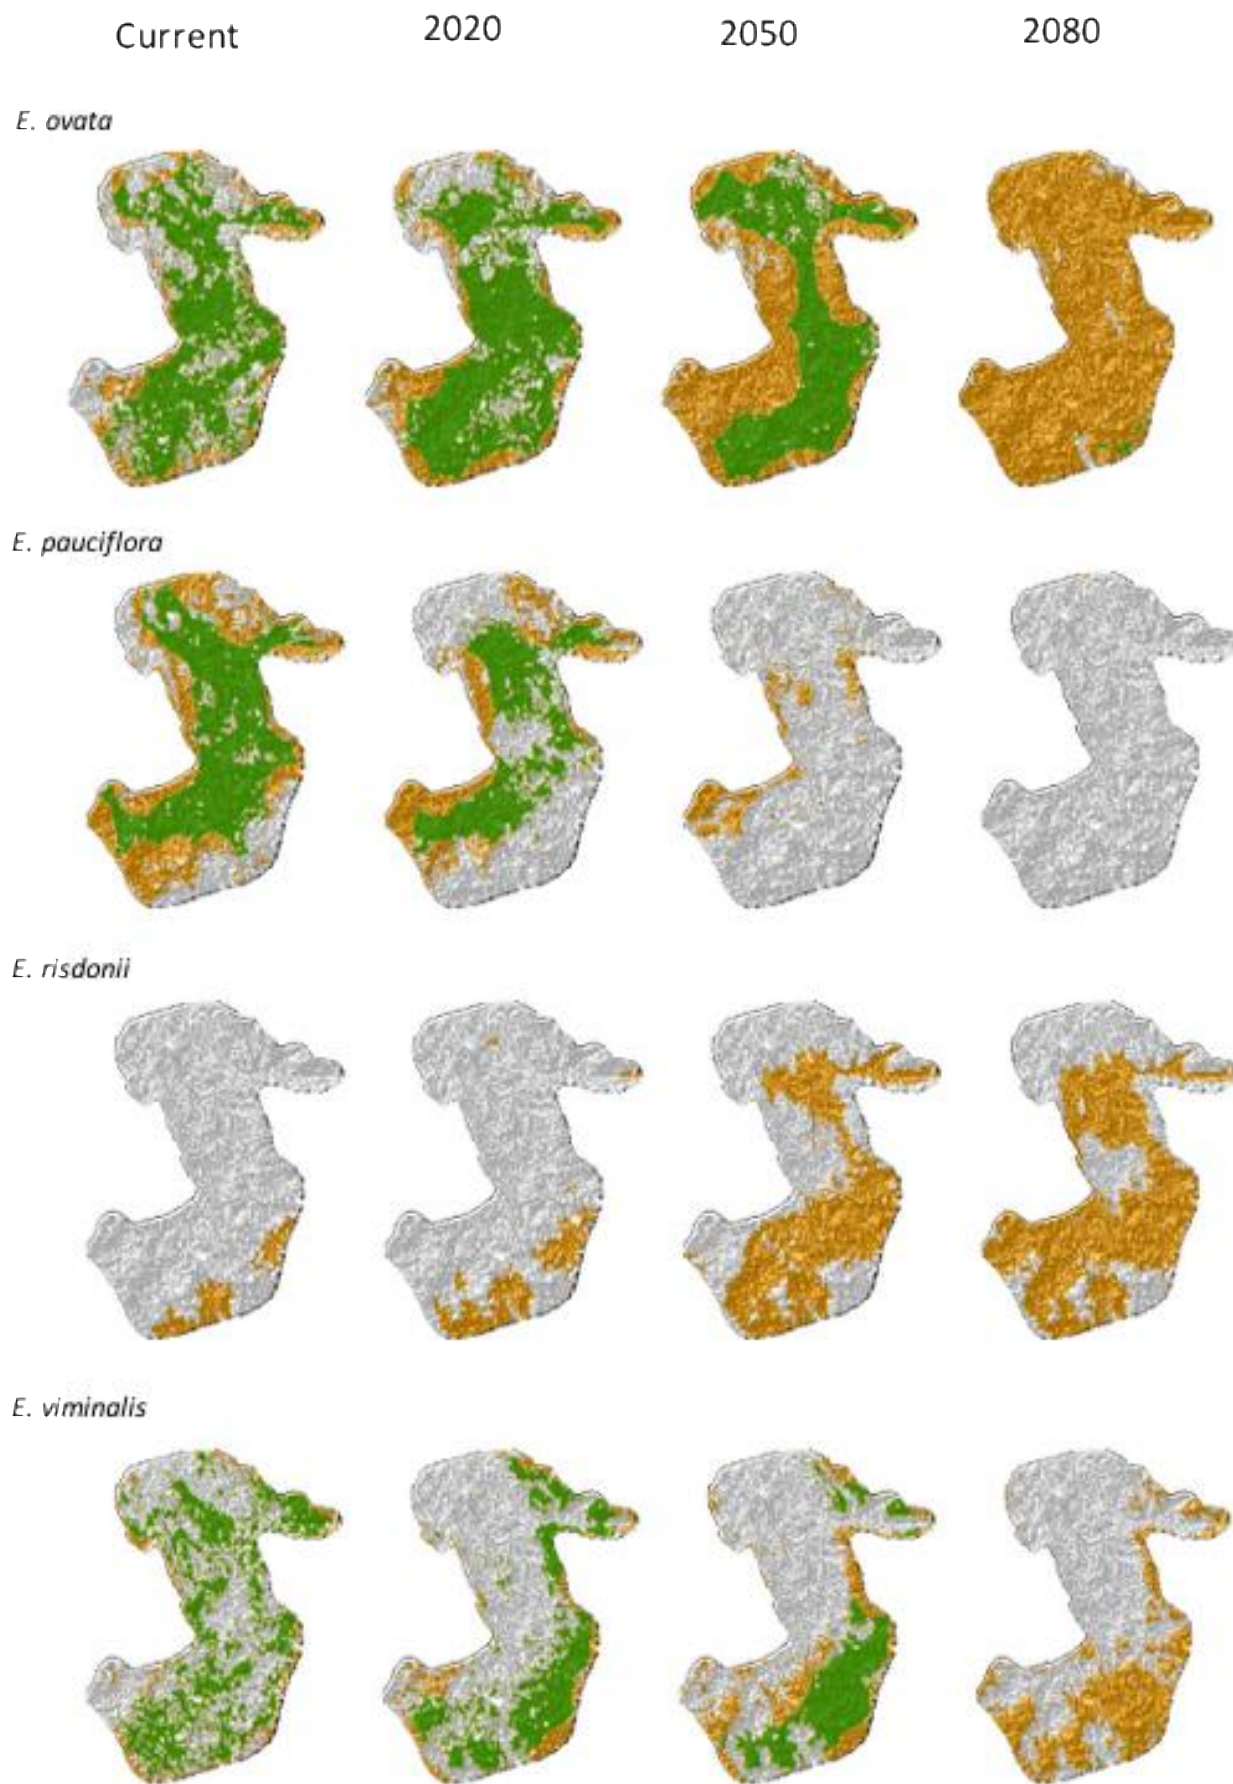 Current 2020 2050 2080
E. ovata
E. pauciflora
E. risdonii
E. viminalis